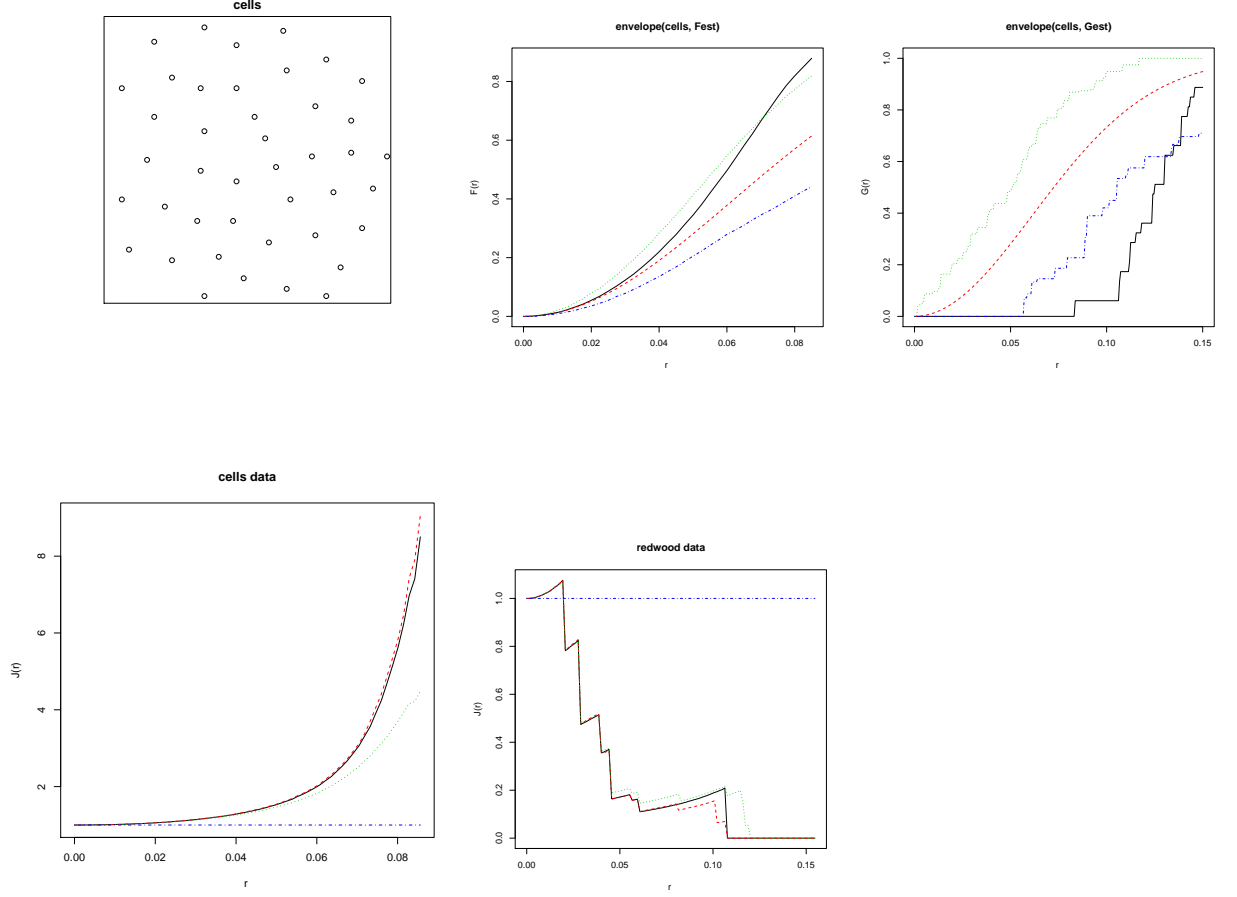 cells
envelope(cells, Fest)
F(r)
0.0 0.2 0.4 0.6 0.8
0.00 0.02 0.04 0.06 0.08
r
envelope(cells, Gest)
G(r)
0.0 0.2 0.4 0.6 0.8 1.0
0.00 0.05 0.10 0.15
r
cells data
J(r)
2 4 6 8
0.00 0.02 0.04 0.06 0.08
r
redwood data
J(r)
0.0 0.2 0.4 0.6 0.8 1.0
0.00 0.05 0.10 0.15
r